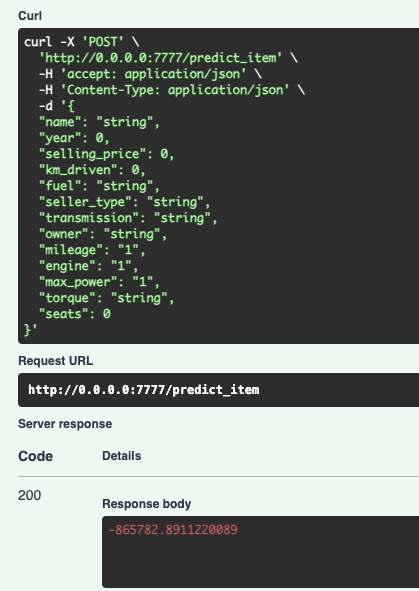 Curl
curl -X 'POST' \
'http://0.0.0.0:7777/predict_item' \
-H 'accept: application/json' \
-H 'Content-Type: application/json' \
-d '{
"name": "string",
"year": 0,
"selling_price": 0,
"km_driven": 0,
"fuel": "string",
"seller_type": "string",
"transmission": "string",
"owner": "string",
"mileage": "1",
"engine": "1",
"max_power": "1",
"torque": "string",
"seats": 0
}'
Request URL
http://0.0.0.0:7777/predict_item
Server response
Code Details
200
Response body
-865782.8911220089